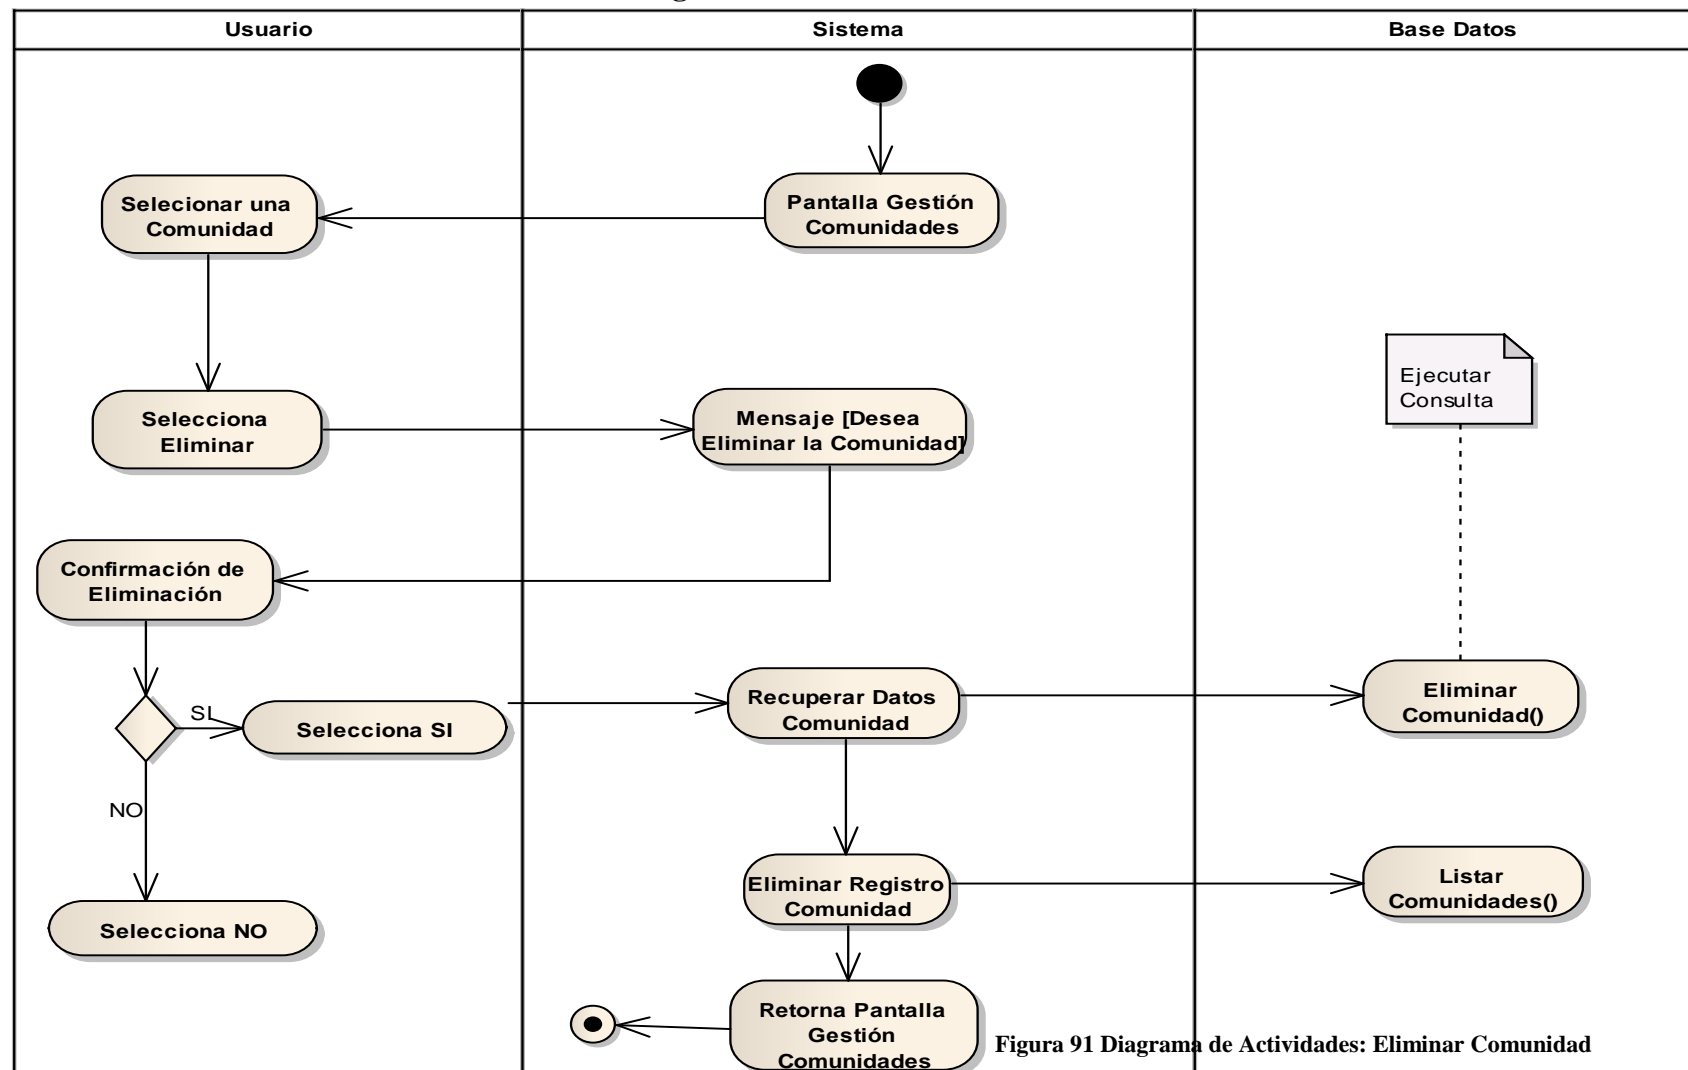 Usuario
Sistema
Base Datos
Pantalla Gestión
Comunidades
Selecionar una
Comunidad
Selecciona
Eliminar
Mensaje [Desea
Eliminar la Comunidad]
Ejecutar
Consulta
Confirmación de
Eliminación
SI
Selecciona SI
Recuperar Datos
Comunidad
Eliminar
Comunidad()
NO
Selecciona NO
Eliminar Registro
Comunidad
Listar
Comunidades()
Retorna Pantalla
Gestión
Comunidades
Figura 91 Diagrama de Actividades: Eliminar Comunidad